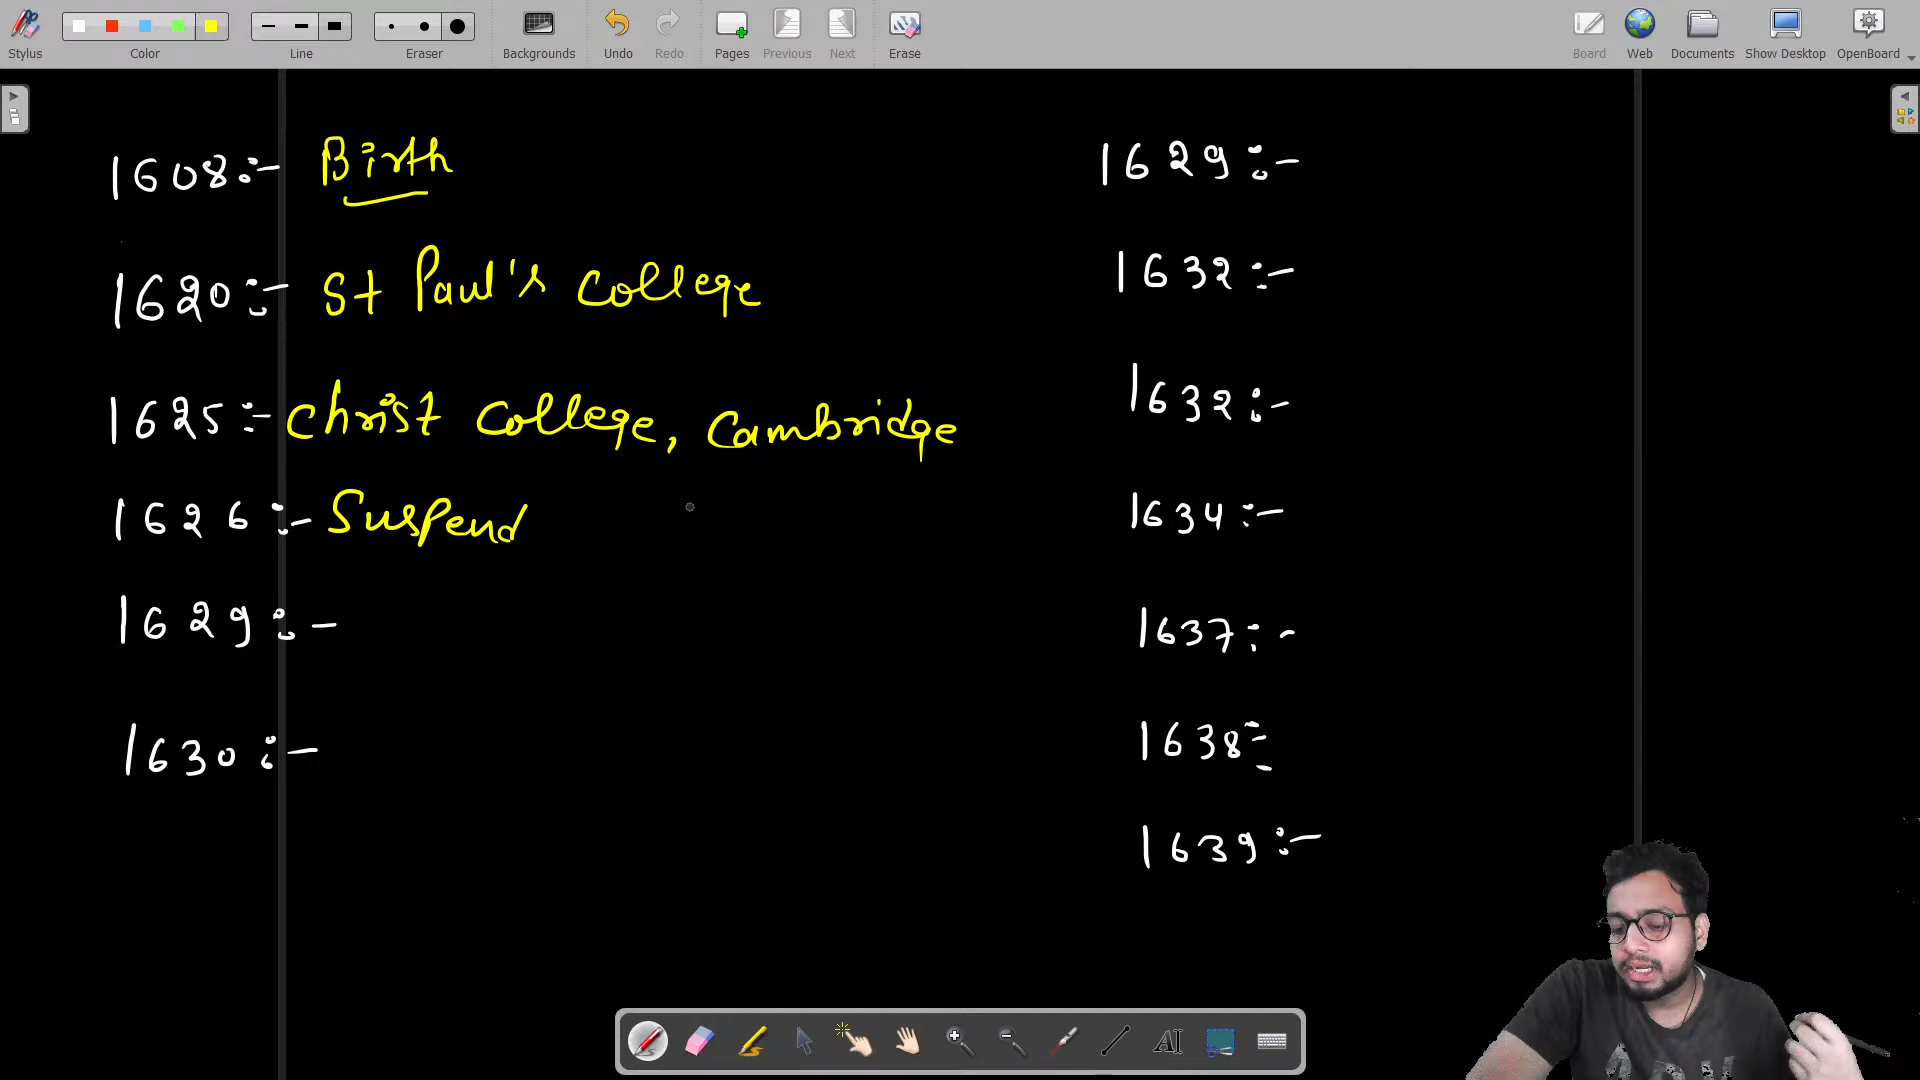 Stylus
Color
Line
Eraser
Backgrounds
Undo
Redo
Pages
Previous
Next
Erase
Board
Web
Documents
Show Desktop
OpenBoard
1608:- Birth
1620:- St Paul's College
1625:- Christ College, Cambridge
1626:- Suspend
1629:-
1630:-
1629:-
1632:-
1632:-
1634:-
1637:-
1638:-
1639:-